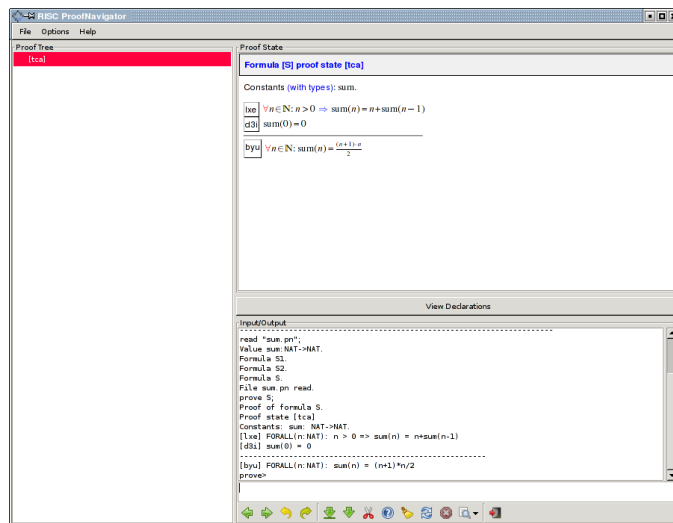 RISC ProofNavigator
File Options Help
Proof Tree
[tca]
Proof State
Formula [S] proof state [tca]
Constants (with types): sum.
lxe ∀n∈ℕ: n > 0 ⇒ sum(n) = n+sum(n−1)
d3i sum(0) = 0
byu ∀n∈ℕ: sum(n) = (n+1)·n/2
View Declarations
Input/Output
read "sum.pn";
Value sum:NAT->NAT.
Formula S1.
Formula S2.
Formula S.
File sum.pn read.
prove S;
Proof of formula S.
Proof state [tca]
Constants: sum: NAT->NAT.
[lxe] FORALL(n:NAT): n > 0 => sum(n) = n+sum(n-1)
[d3i] sum(0) = 0
[byu] FORALL(n:NAT): sum(n) = (n+1)*n/2
prove>